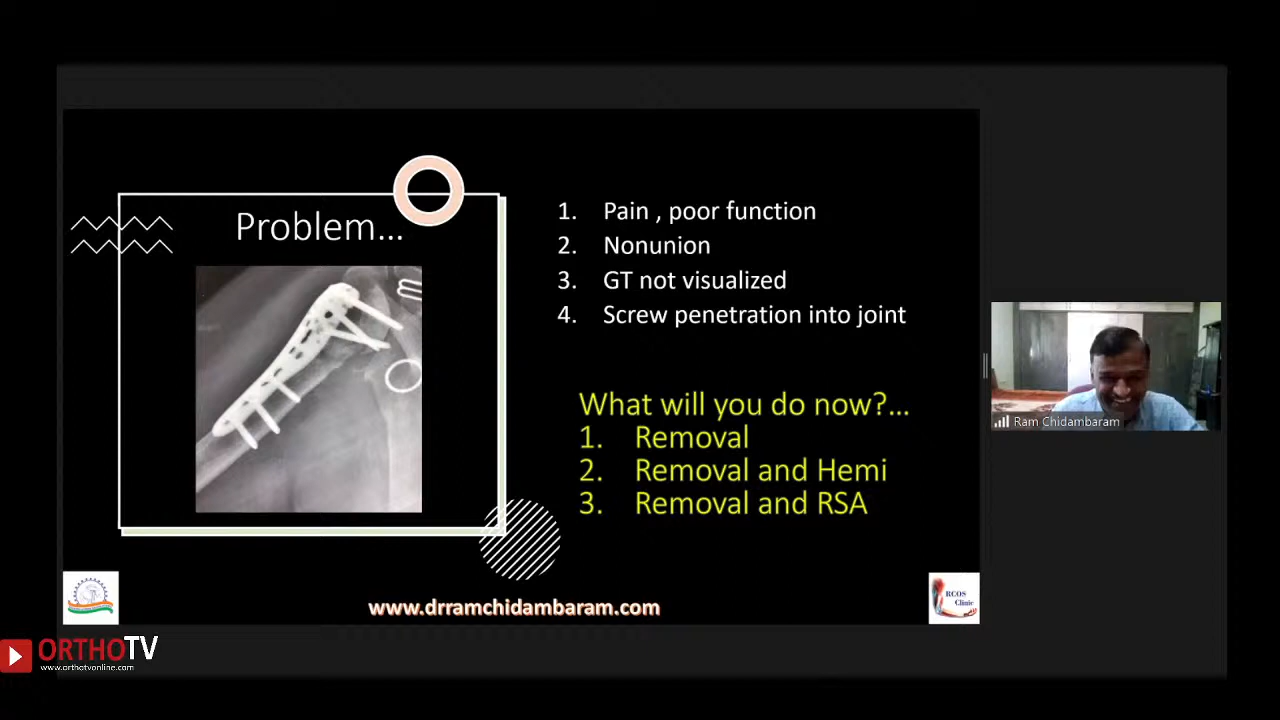 Problem...
1. Pain , poor function
2. Nonunion
3. GT not visualized
4. Screw penetration into joint
What will you do now?...
1. Removal
2. Removal and Hemi
3. Removal and RSA
Ram Chidambaram
www.drramchidambaram.com
RCOS
Clinic
ORTHOTV
www.orthotvonline.com